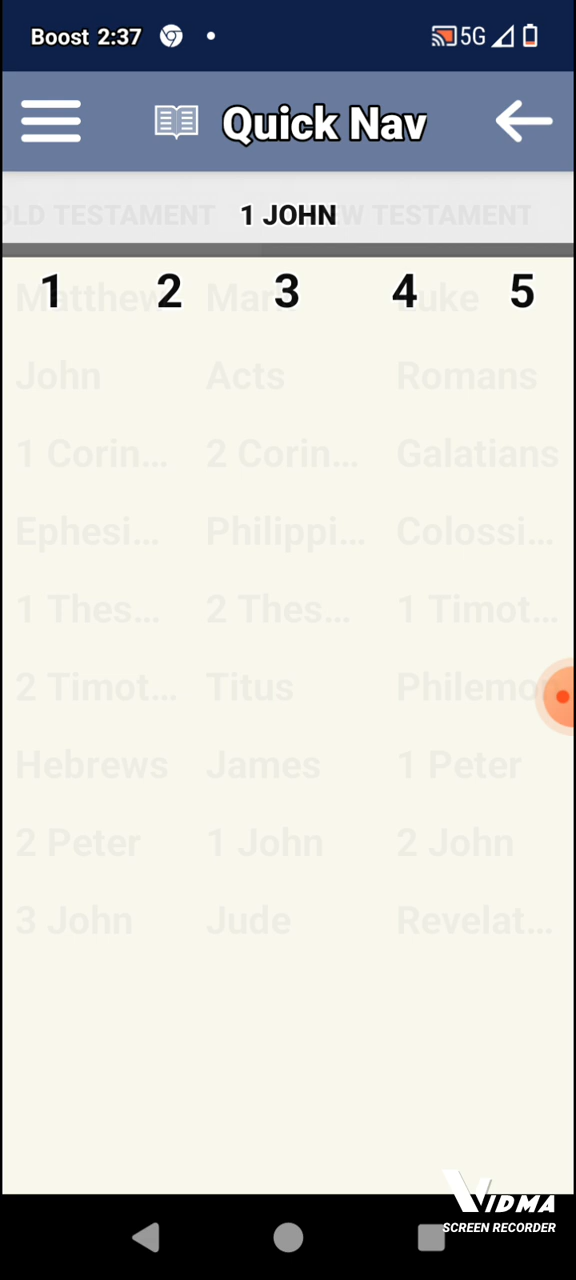 Boost 2:37 5G
Quick Nav
OLD TESTAMENT 1 JOHN W TESTAMENT
1 2 3 4 5
Matthew Mark Luke
John Acts Romans
1 Corin... 2 Corin... Galatians
Ephesi... Philippi... Colossi...
1 Thes... 2 Thes... 1 Timot...
2 Timot... Titus Philemon
Hebrews James 1 Peter
2 Peter 1 John 2 John
3 John Jude Revelat...
VIDMA
SCREEN RECORDER